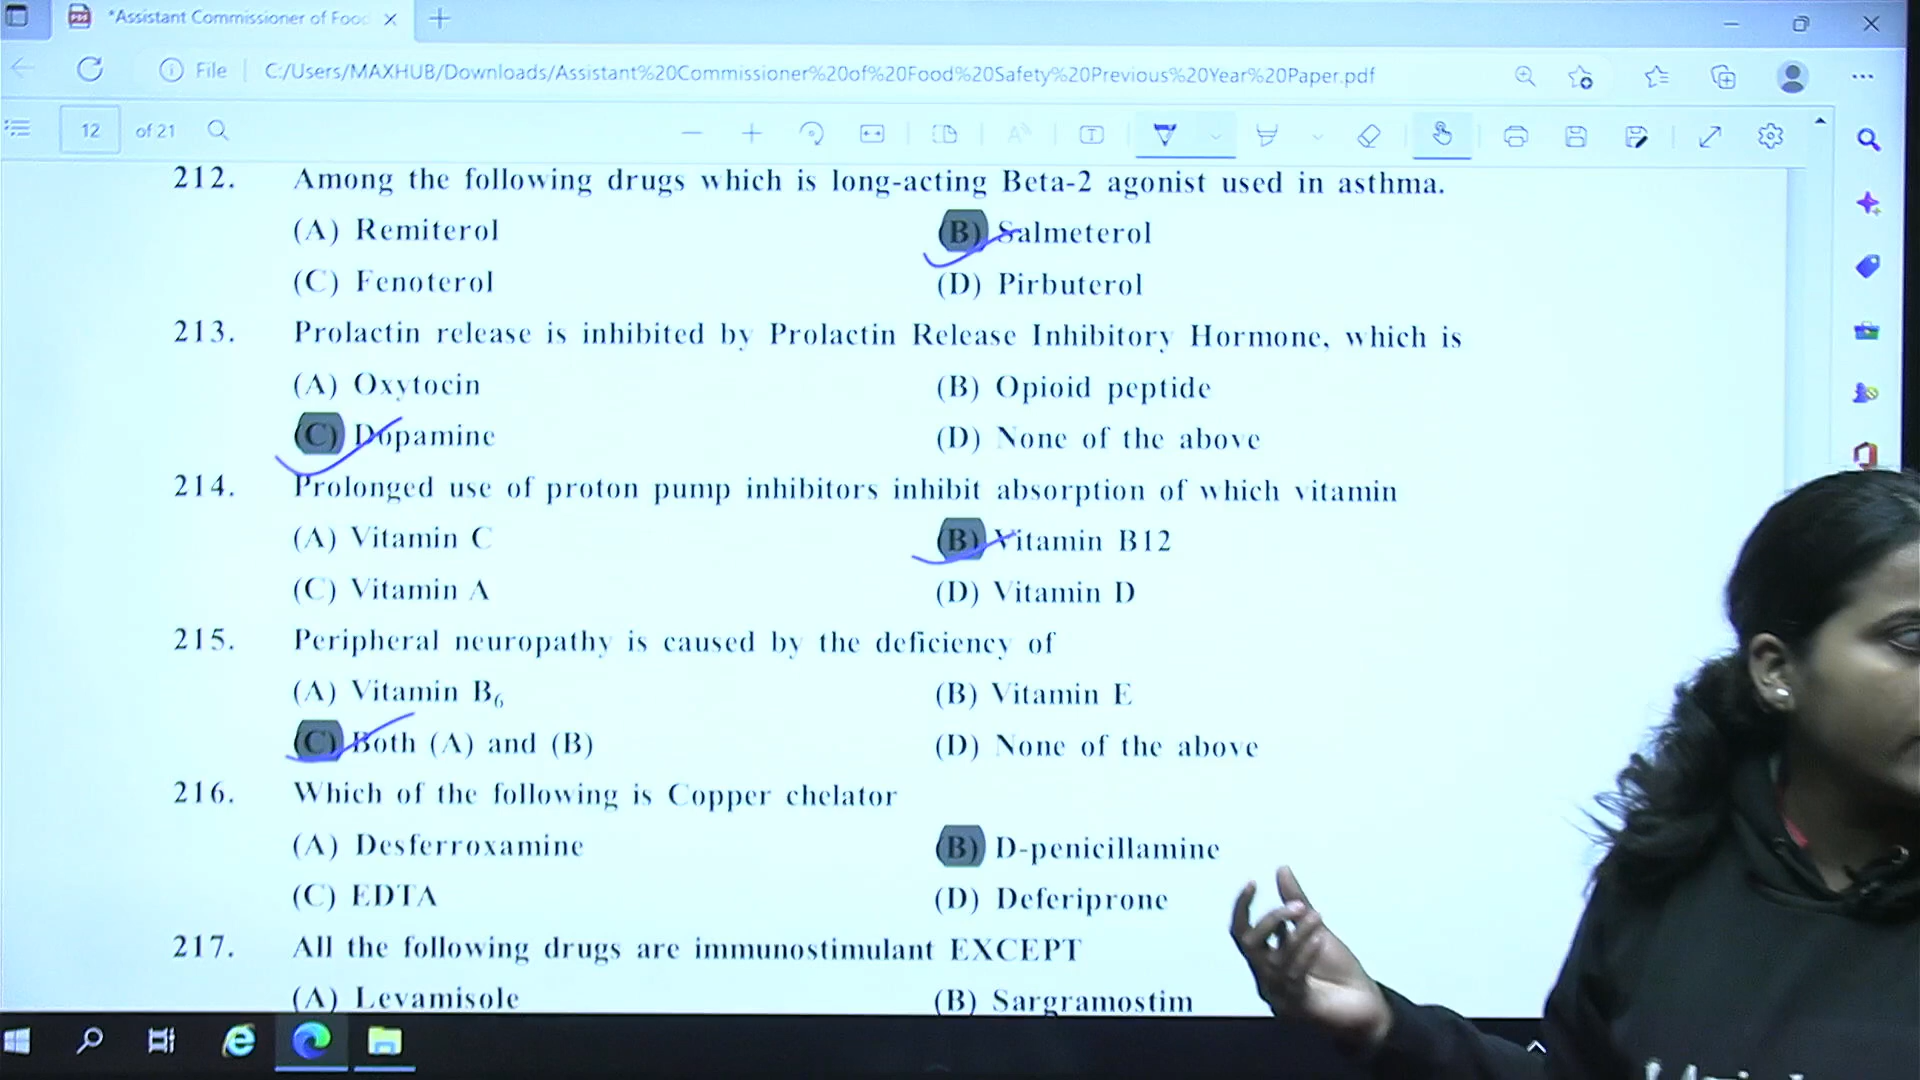 *Assistant Commissioner of Food
File
C:/Users/MAXHUB/Downloads/Assistant%20Commissioner%20of%20Food%20Safety%20Previous%20Year%20Paper.pdf
12 of 21
212. Among the following drugs which is long-acting Beta-2 agonist used in asthma.
(A) Remiterol (B) Salmeterol
(C) Fenoterol (D) Pirbuterol
213. Prolactin release is inhibited by Prolactin Release Inhibitory Hormone, which is
(A) Oxytocin (B) Opioid peptide
(C) Dopamine (D) None of the above
214. Prolonged use of proton pump inhibitors inhibit absorption of which vitamin
(A) Vitamin C (B) Vitamin B12
(C) Vitamin A (D) Vitamin D
215. Peripheral neuropathy is caused by the deficiency of
(A) Vitamin B6 (B) Vitamin E
(C) Both (A) and (B) (D) None of the above
216. Which of the following is Copper chelator
(A) Desferroxamine (B) D-penicillamine
(C) EDTA (D) Deferiprone
217. All the following drugs are immunostimulant EXCEPT
(A) Levamisole (B) Sargramostim